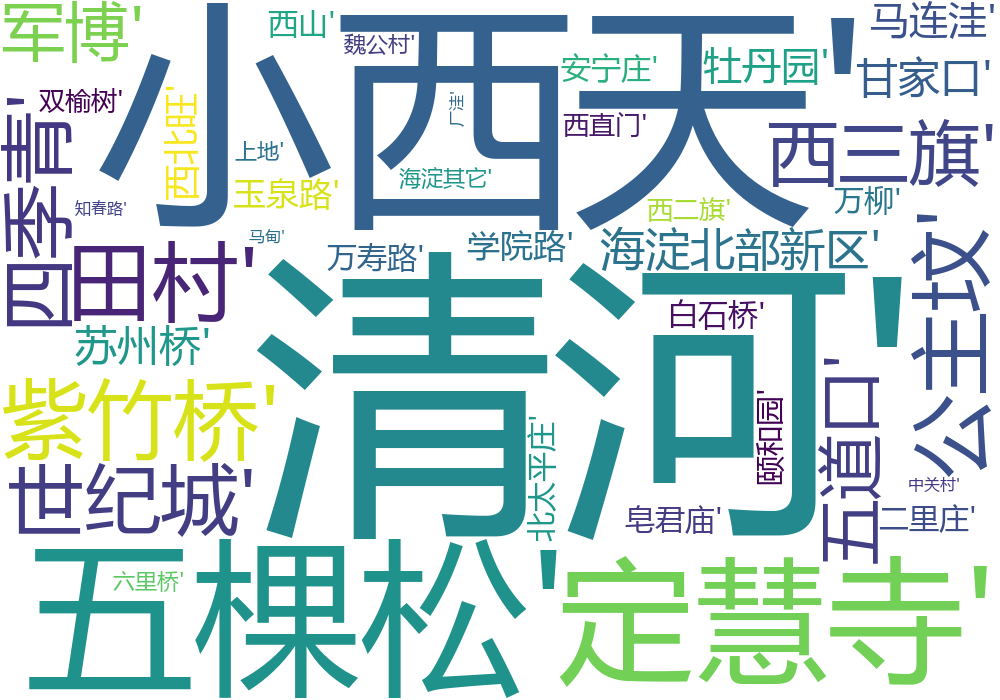 军博'
小西天'
西山'
魏公村'
安宁庄'
牡丹园'
马连洼'
甘家口'
双榆树'
西北旺'
上地'
厂洼'
西直门'
西三旗'
四季青'
知春路'
玉泉路'
海淀其它'
西二旗'
万柳'
田村'
马甸'
万寿路'
学院路'
海淀北部新区'
公主坟'
苏州桥'
清河'
白石桥'
紫竹桥'
颐和园'
五道口'
世纪城'
北太平庄'
皂君庙'
中关村'
二里庄'
五棵松'
六里桥'
定慧寺'